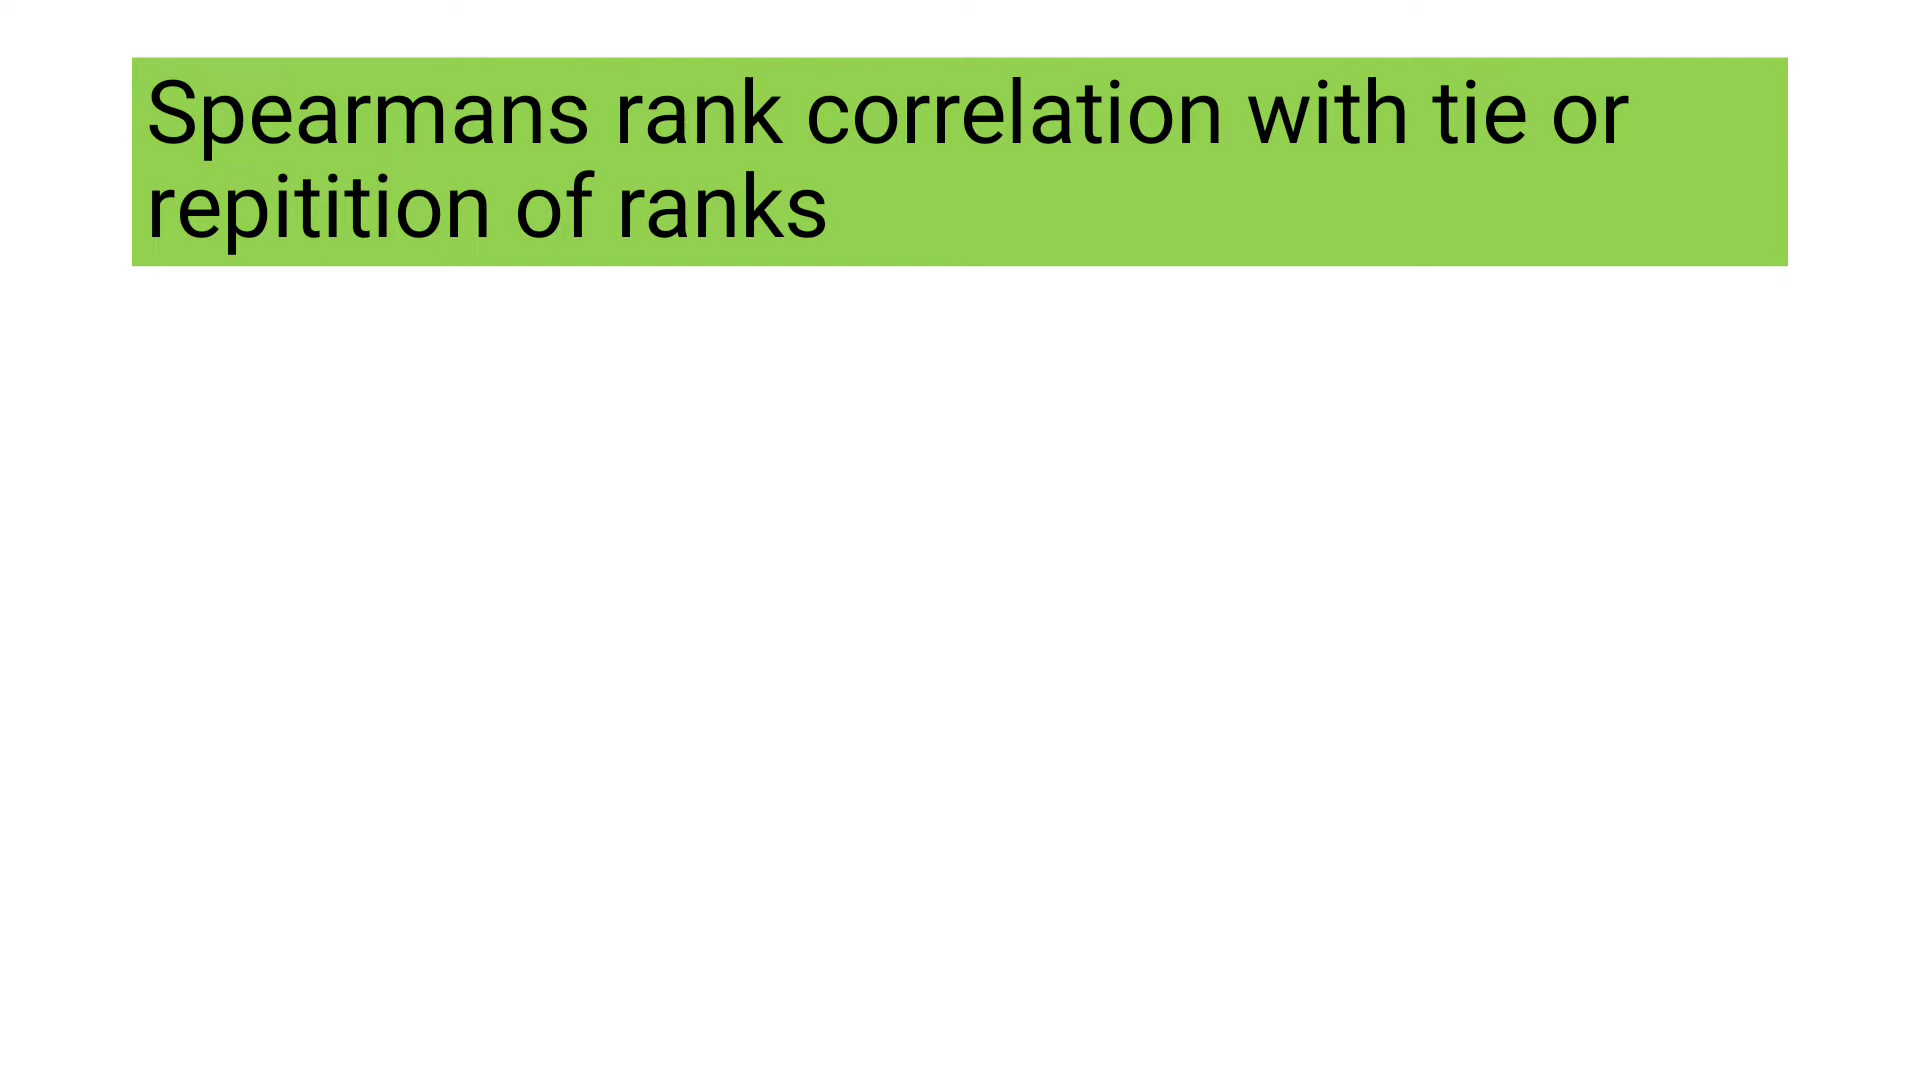 Spearmans rank correlation with tie or
repitition of ranks